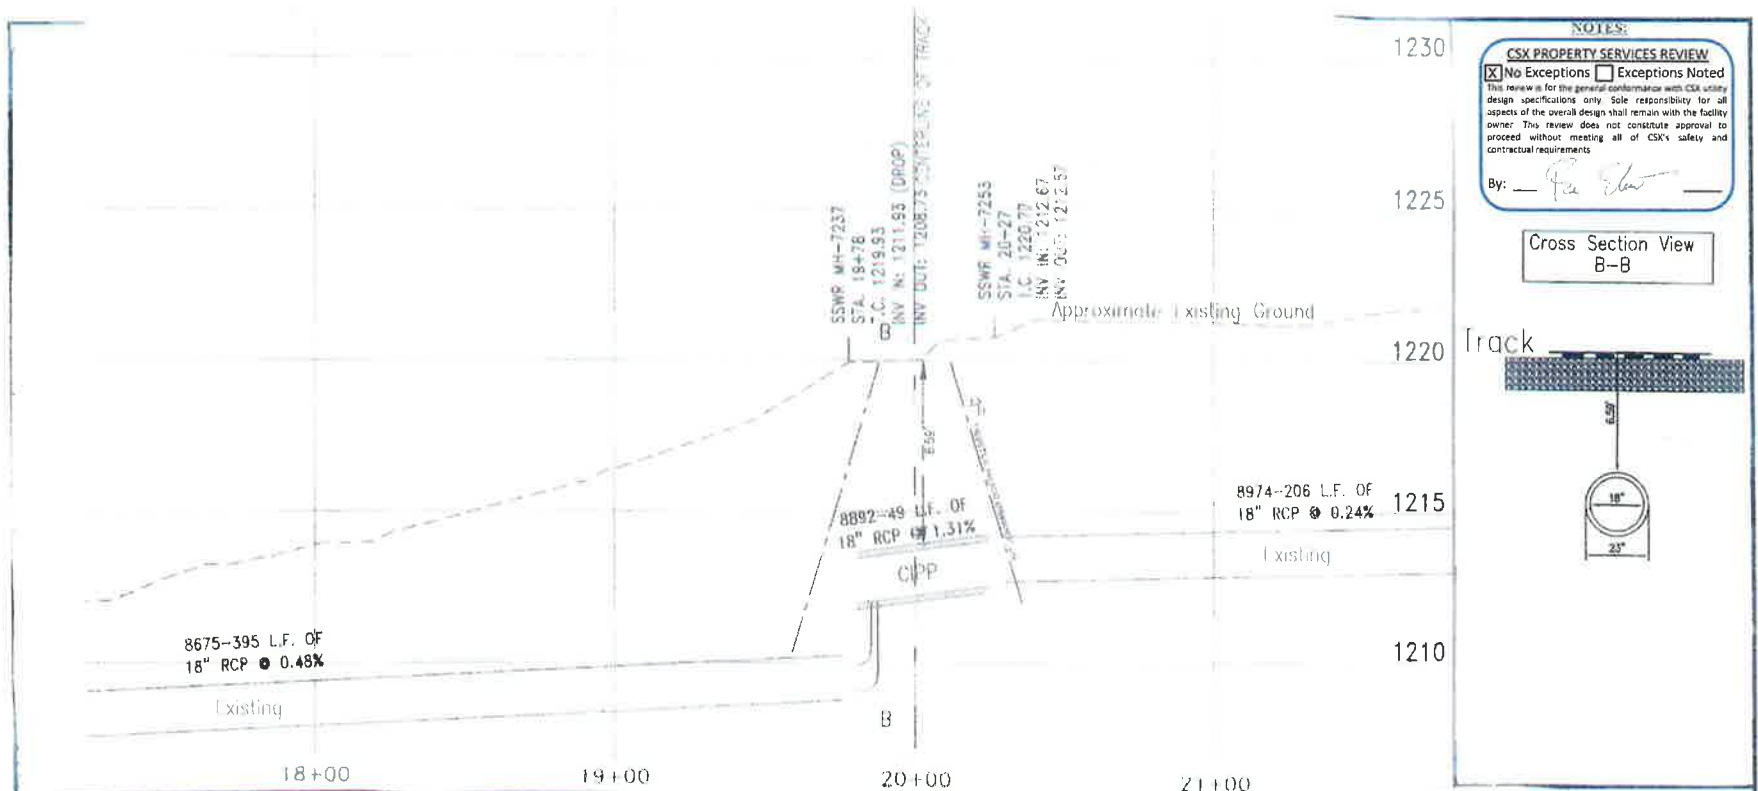 NOTES:
CSX PROPERTY SERVICES REVIEW
X No Exceptions Exceptions Noted
This review is for the general conformance with CSX utility
design specifications only. Sole responsibility for all
aspects of the overall design shall remain with the facility
owner This review does not constitute approval to
proceed without meeting all of CSX's safety and
contractual requirements
By:
Cross Section View
B-B
Track
6.59'
18"
23"
1230
1225
1220
1215
1210
SSWR MH-7237
STA. 19+78
T.C. 1219.93
INV IN: 1211.93 (DROP)
INV OUT: 1208.73
CENTERLINE OF TRACK
SSWR MH-7253
STA. 20-27
T.C. 1220.77
INV IN: 1212.67
INV OUT: 1212.57
B
Approximate Existing Ground
6.59'
8892-49 L.F. OF
18" RCP @ 1.31%
CIPP
8974-206 L.F. OF
18" RCP @ 0.24%
Existing
8675-395 L.F. OF
18" RCP @ 0.48%
Existing
B
18+00
19+00
20+00
21+00